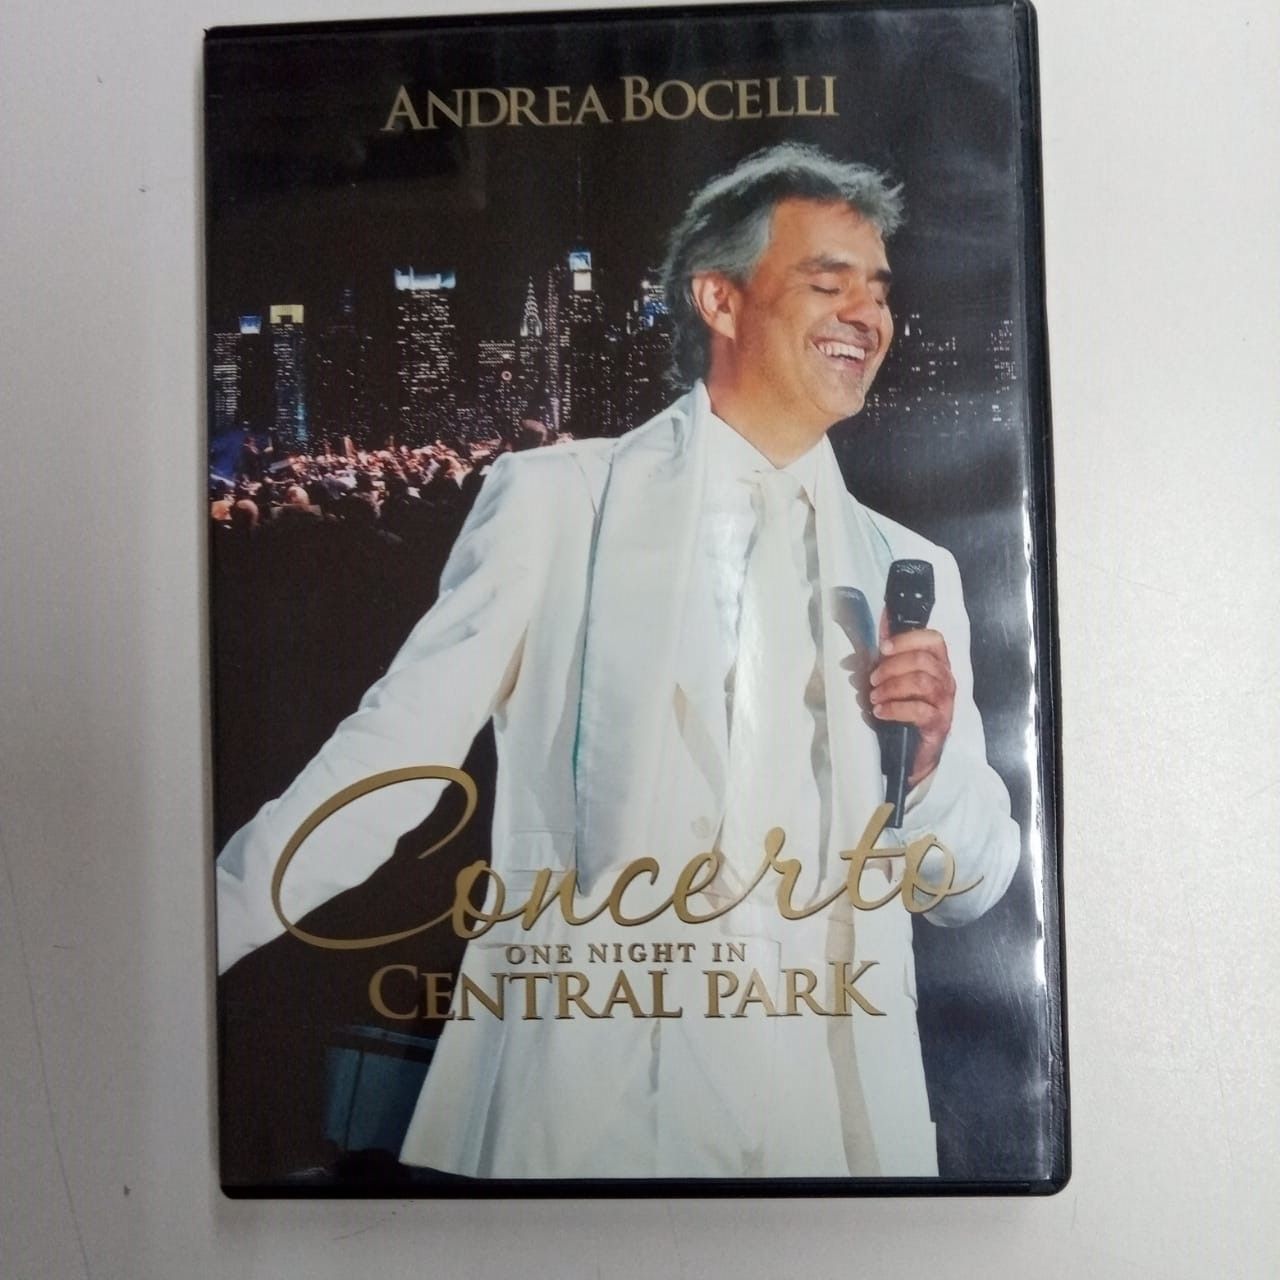 ANDREA BOCELLI
Concerto
ONE NIGHT IN
CENTRAL PARK